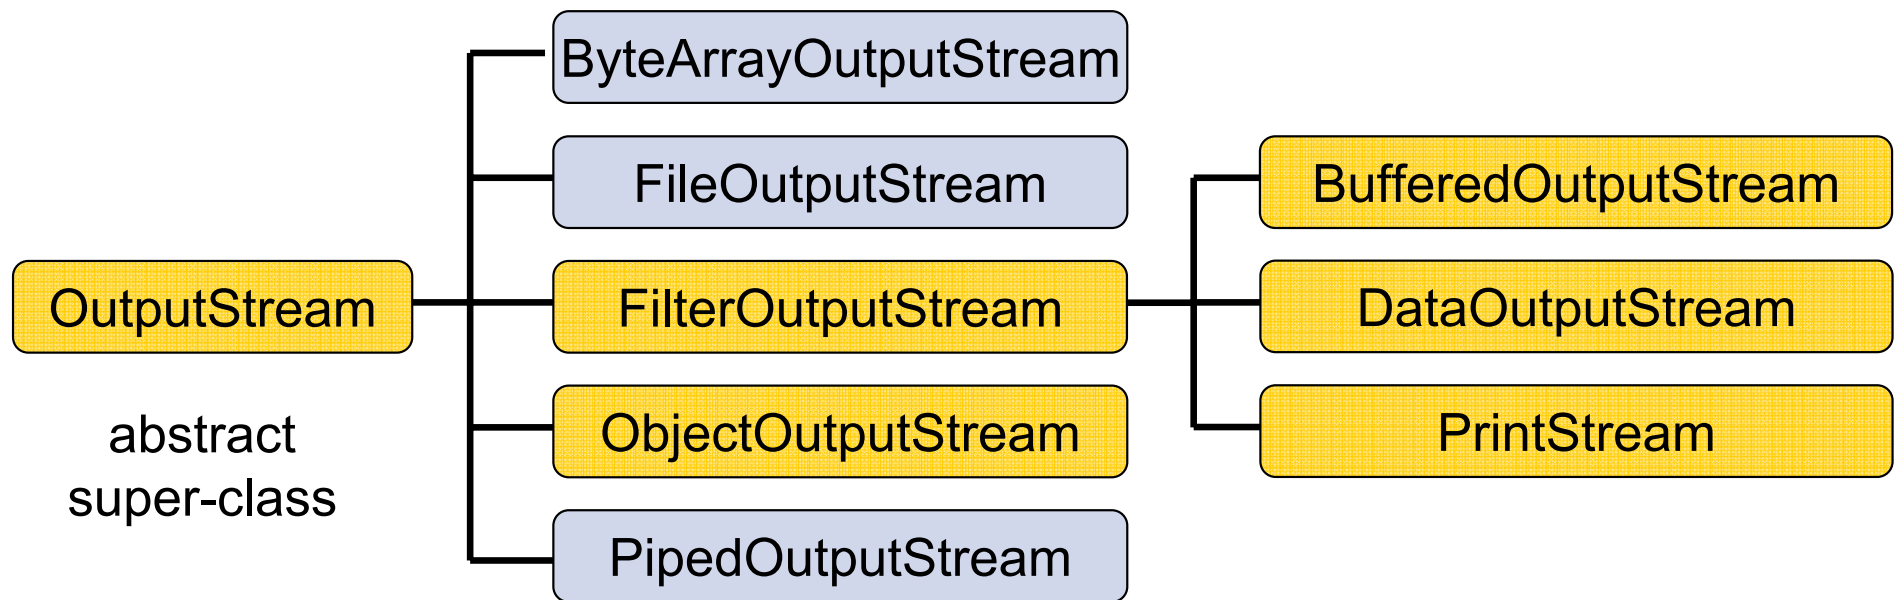 ByteArrayOutputStream
FileOutputStream
BufferedOutputStream
OutputStream
FilterOutputStream
DataOutputStream
abstract
super-class
ObjectOutputStream
PrintStream
PipedOutputStream